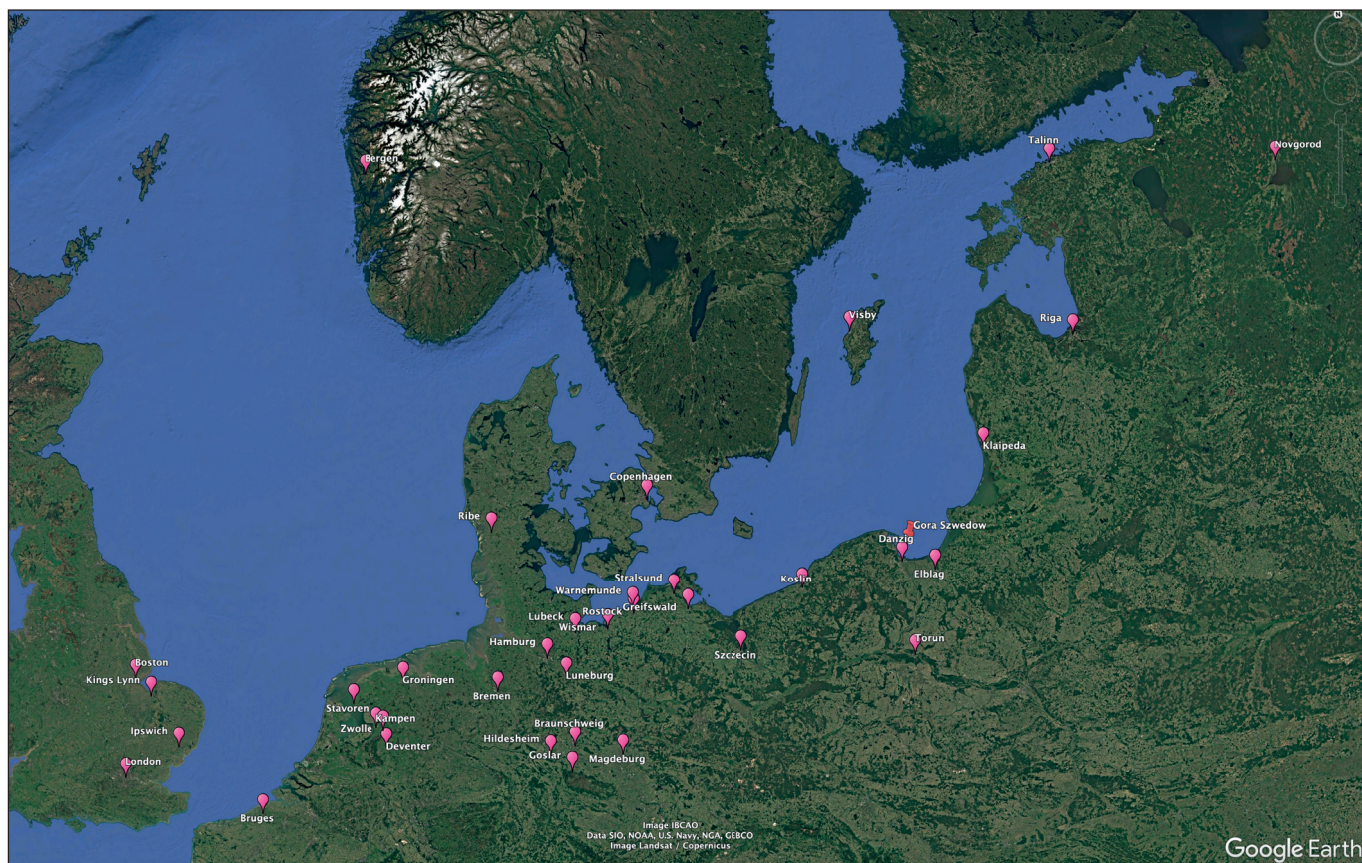 N
Talinn
Novgorod
Bergen
Visby
Riga
Klaipeda
Copenhagen
Ribe
Gora Szwedow
Danzig
Elbląg
Stralsund
Koslin
Warnemunde
Greifswald
Rostock
Lubeck
Wismar
Hamburg
Szczecin
Torun
Boston
Kings Lynn
Groningen
Luneburg
Bremen
Stavoren
Kampen
Zwolle
Ipswich
Braunschweig
Hildesheim
Deventer
Goslar
Magdeburg
London
Bruges
Image IBCAO
Data SIO, NOAA, U.S. Navy, NGA, GEBCO
Image Landsat / Copernicus
Google Earth